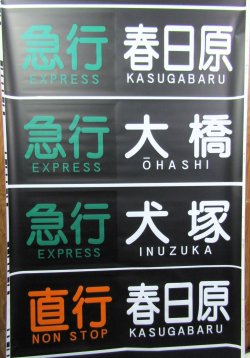 急行 春日原
EXPRESS KASUGABARU
急行 大橋
EXPRESS ŌHASHI
急行 犬塚
EXPRESS INUZUKA
直行 春日原
NON STOP KASUGABARU